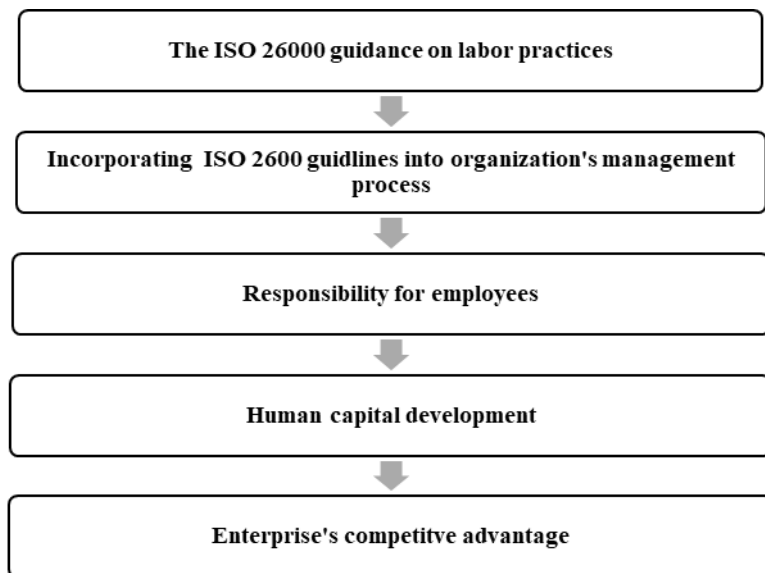 The ISO 26000 guidance on labor practices
Incorporating ISO 2600 guidlines into organization's management
process
Responsibility for employees
Human capital development
Enterprise's competitve advantage